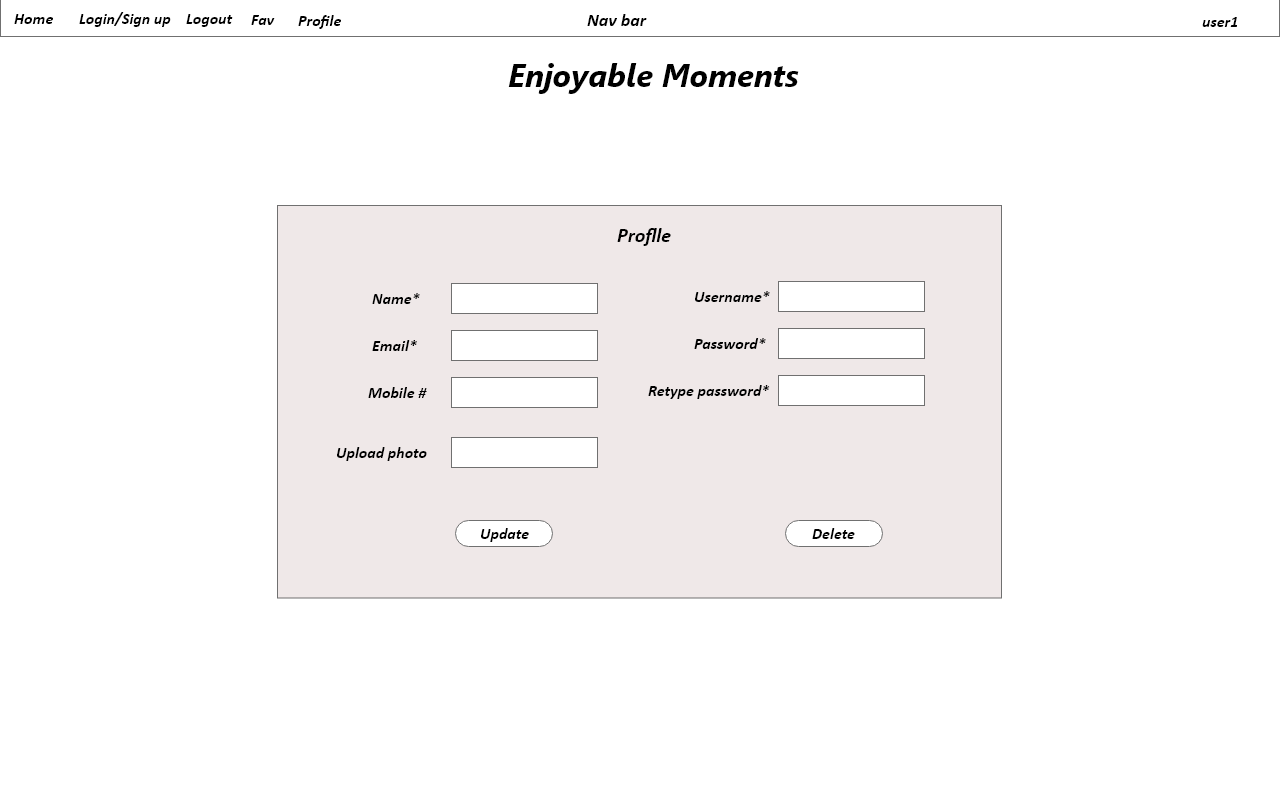 Home Login/Sign up Logout Fav Profile Nav bar user1
Enjoyable Moments
Proflle
Name* Username*
Email* Password*
Mobile # Retype password*
Upload photo
Update Delete